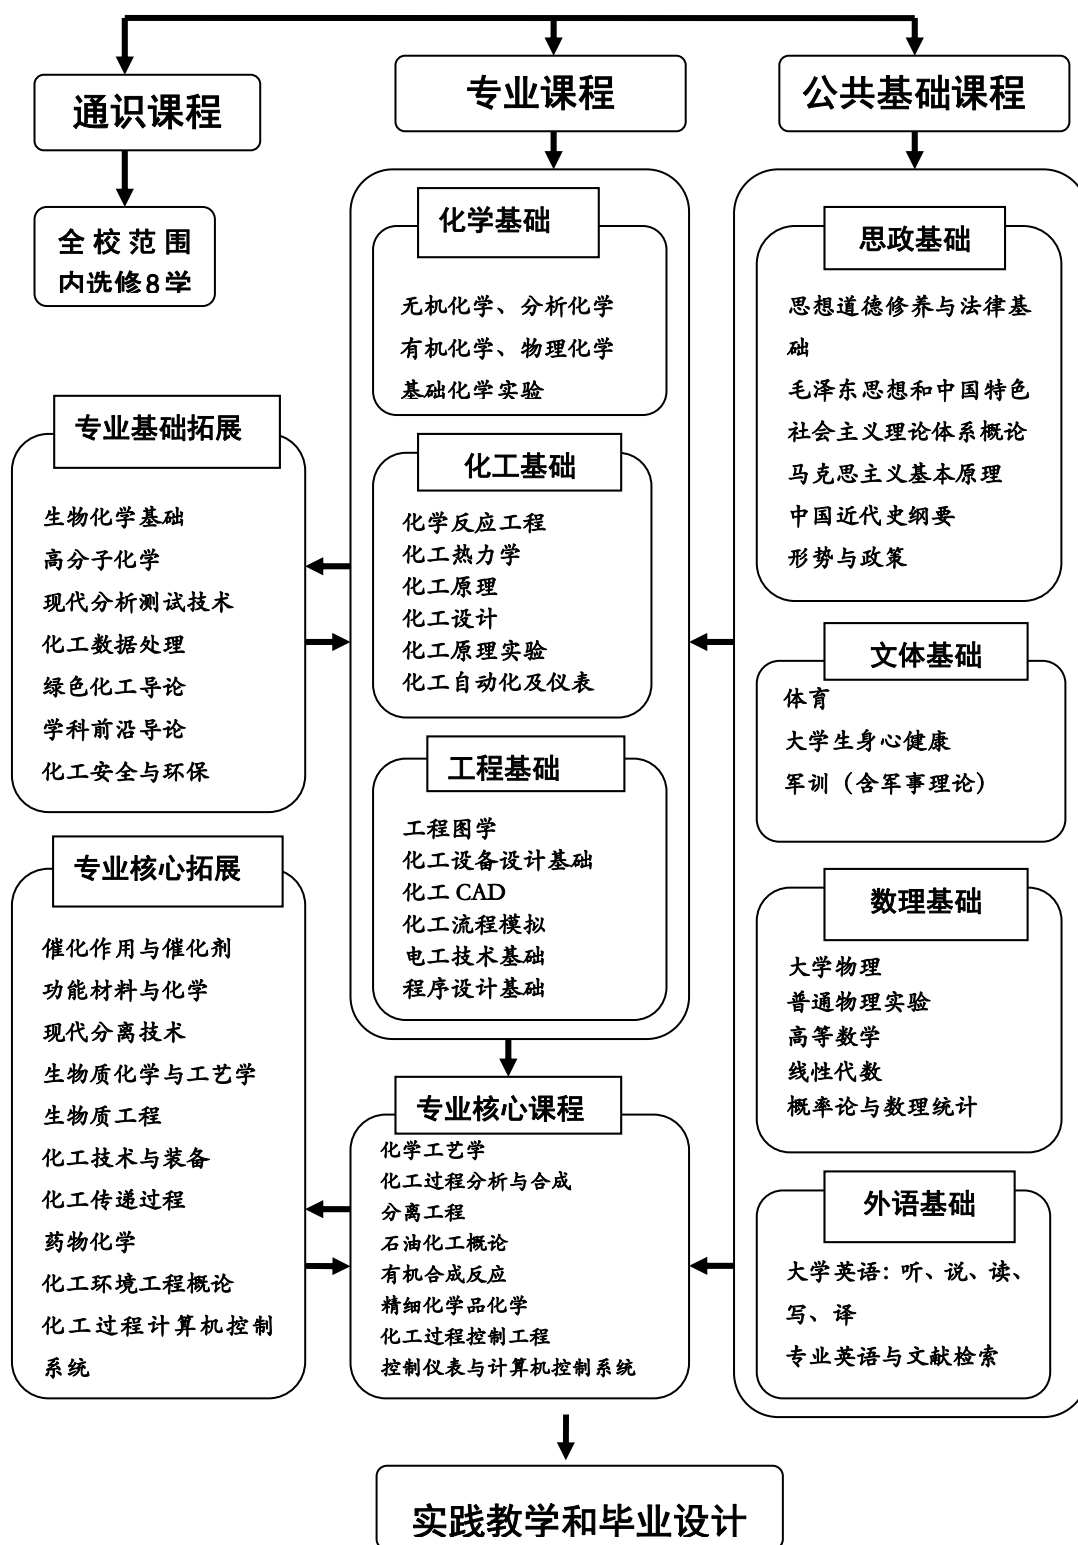 通识课程
全校范围
内选修8学
专业基础拓展
生物化学基础
高分子化学
现代分析测试技术
化工数据处理
绿色化工导论
学科前沿导论
化工安全与环保
专业核心拓展
催化作用与催化剂
功能材料与化学
现代分离技术
生物质化学与工艺学
生物质工程
化工技术与装备
化工传递过程
药物化学
化工环境工程概论
化工过程计算机控制
系统
专业课程
化学基础
无机化学、分析化学
有机化学、物理化学
基础化学实验
化工基础
化学反应工程
化工热力学
化工原理
化工设计
化工原理实验
化工自动化及仪表
工程基础
工程图学
化工设备设计基础
化工 CAD
化工流程模拟
电工技术基础
程序设计基础
专业核心课程
化学工艺学
化工过程分析与合成
分离工程
石油化工概论
有机合成反应
精细化学品化学
化工过程控制工程
控制仪表与计算机控制系统
公共基础课程
思政基础
思想道德修养与法律基
础
毛泽东思想和中国特色
社会主义理论体系概论
马克思主义基本原理
中国近代史纲要
形势与政策
文体基础
体育
大学生身心健康
军训（含军事理论）
数理基础
大学物理
普通物理实验
高等数学
线性代数
概率论与数理统计
外语基础
大学英语：听、说、读、
写、译
专业英语与文献检索
实践教学和毕业设计